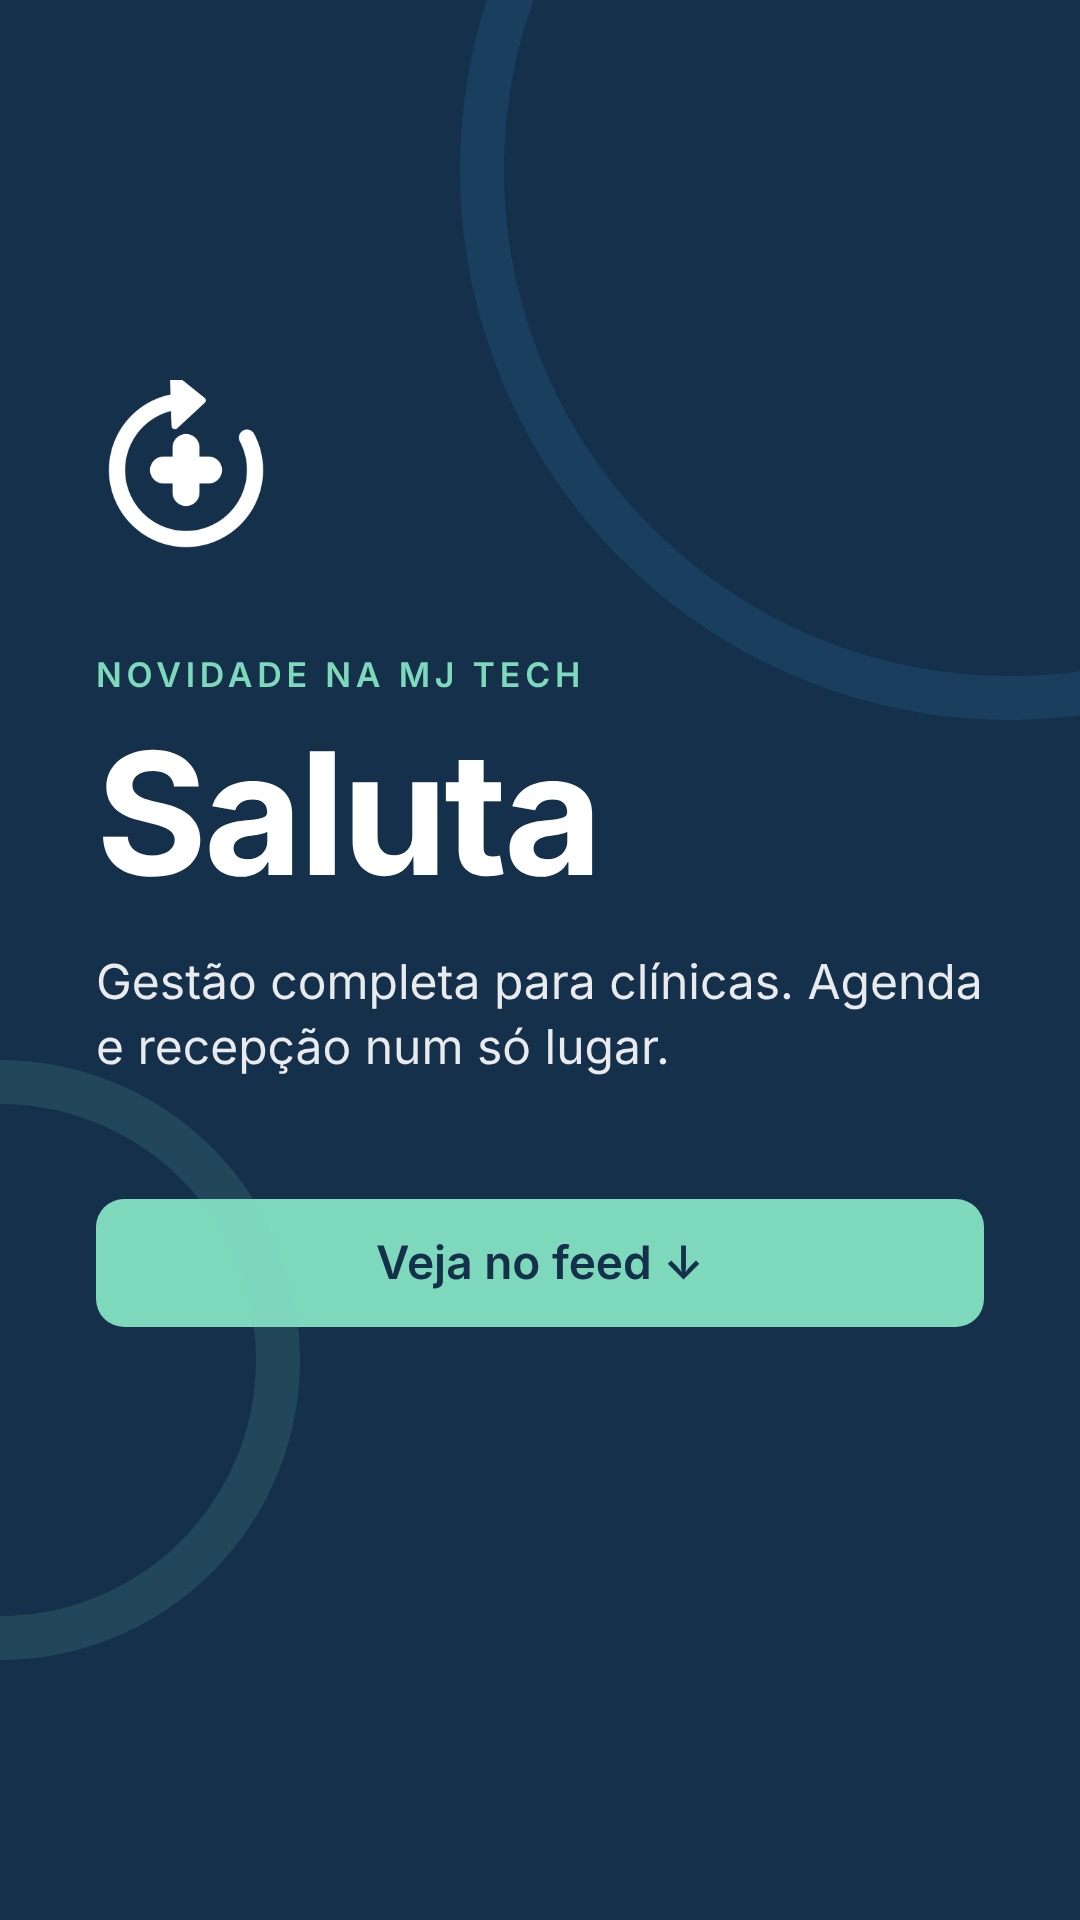 NOVIDADE NA MJ TECH
Saluta
Gestão completa para clínicas. Agenda
e recepção num só lugar.
Veja no feed ↓